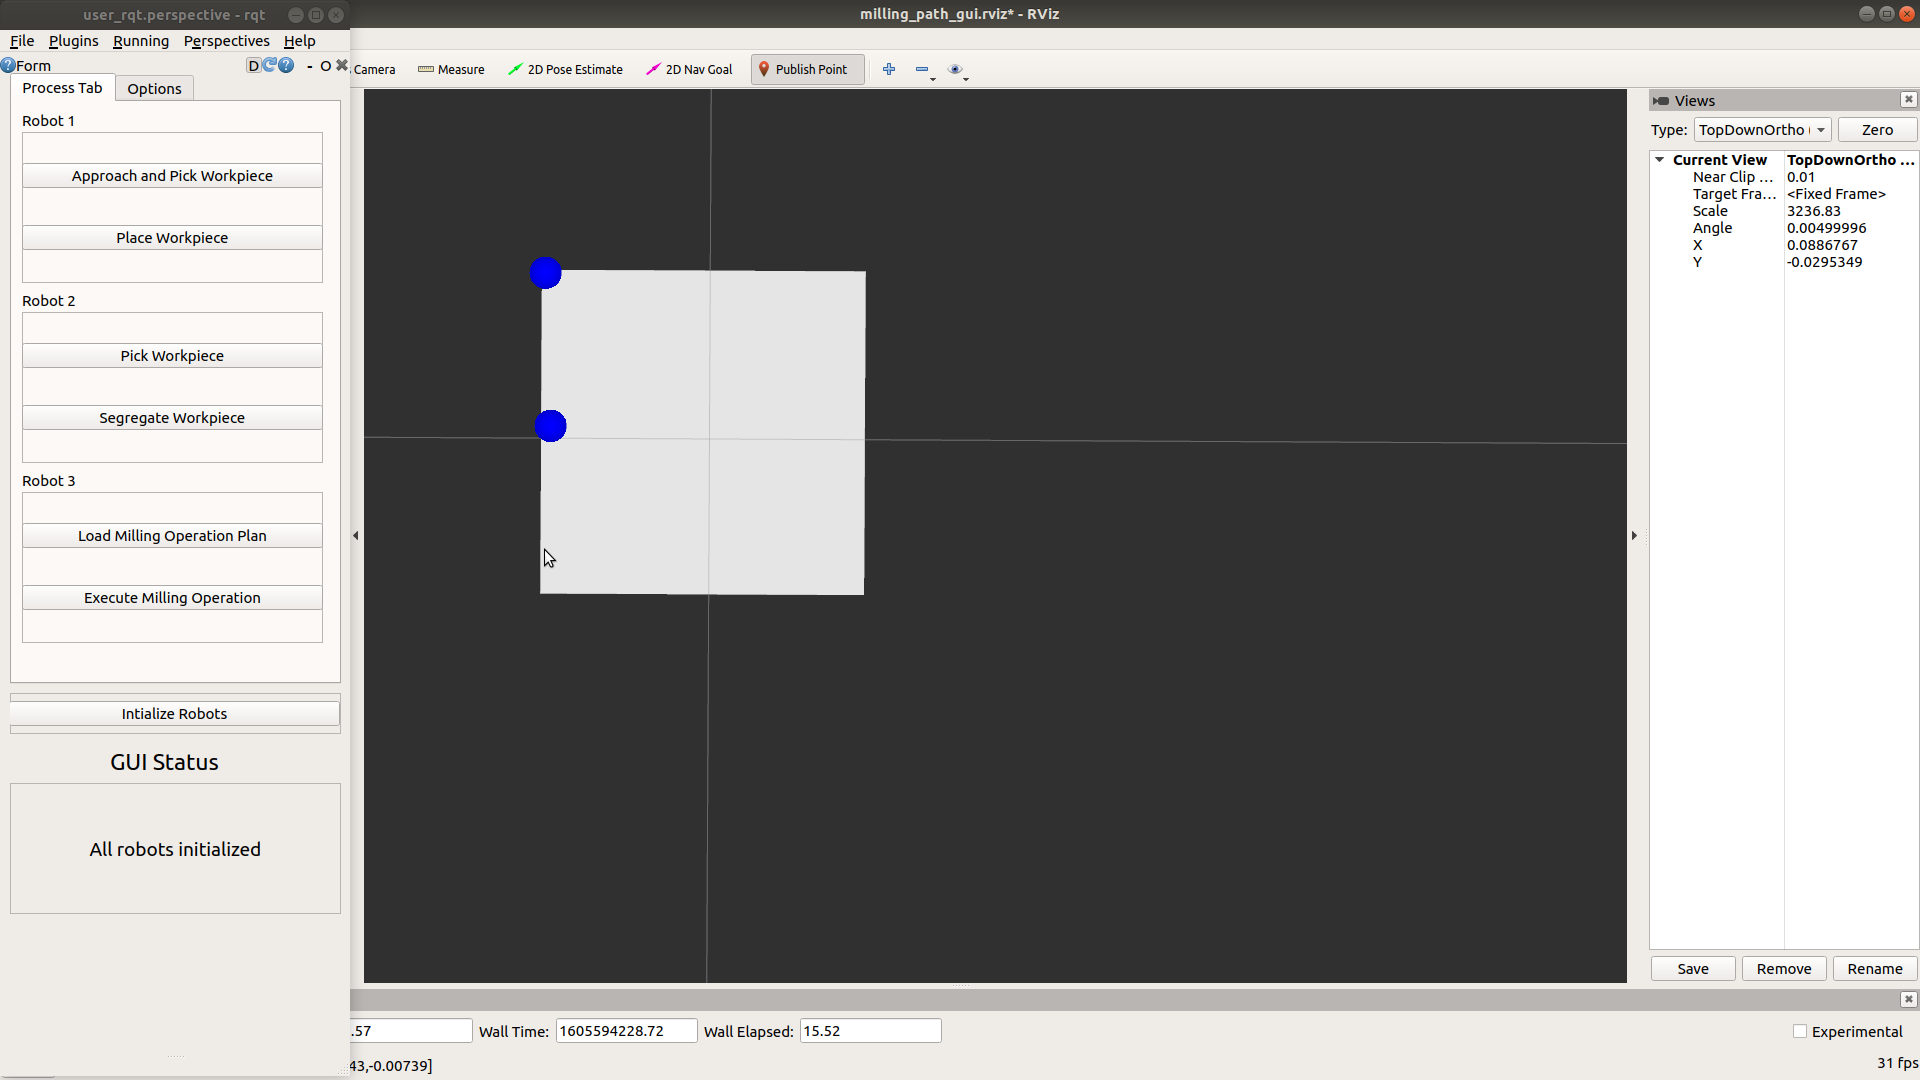 user_rqt.perspective - rqt
milling_path_gui.rviz* - RViz
File Plugins Running Perspectives Help
Form
D - O
Camera Measure 2D Pose Estimate 2D Nav Goal Publish Point
Process Tab Options
Robot 1
Approach and Pick Workpiece
Place Workpiece
Robot 2
Pick Workpiece
Segregate Workpiece
Robot 3
Load Milling Operation Plan
Execute Milling Operation
Intialize Robots
GUI Status
All robots initialized
Views
Type: TopDownOrtho Zero
Current View TopDownOrtho ...
Near Clip ... 0.01
Target Fra... <Fixed Frame>
Scale 3236.83
Angle 0.00499996
X 0.0886767
Y -0.0295349
Save Remove Rename
.57 Wall Time: 1605594228.72 Wall Elapsed: 15.52 Experimental
43,-0.00739] 31 fps